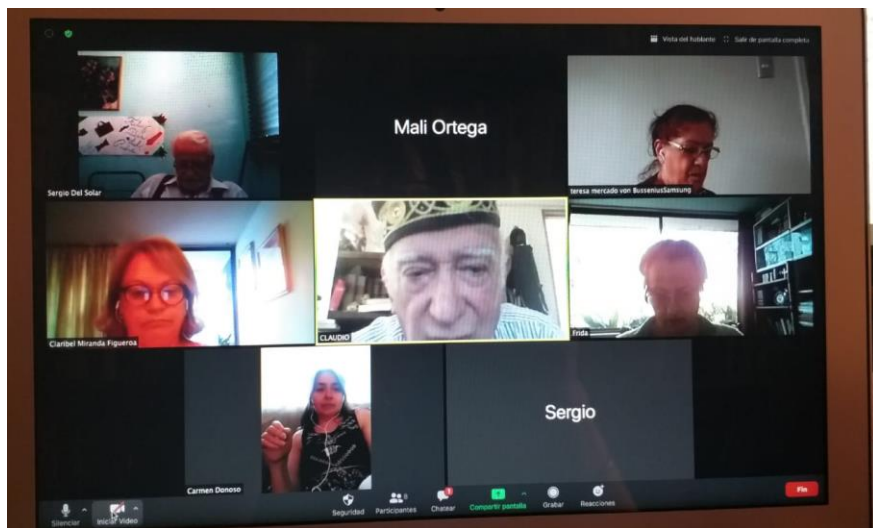 Vista del hablante
Salir de pantalla completa
Mali Ortega
Sergio Del Solar
teresa mercado von BusseniusSamsung
Claribel Miranda Figueroa
CLAUDIO
Frida
Sergio
Carmen Donoso
Silenciar
Iniciar Video
Seguridad
Participantes
Chatear
Compartir pantalla
Grabar
Reacciones
Fin